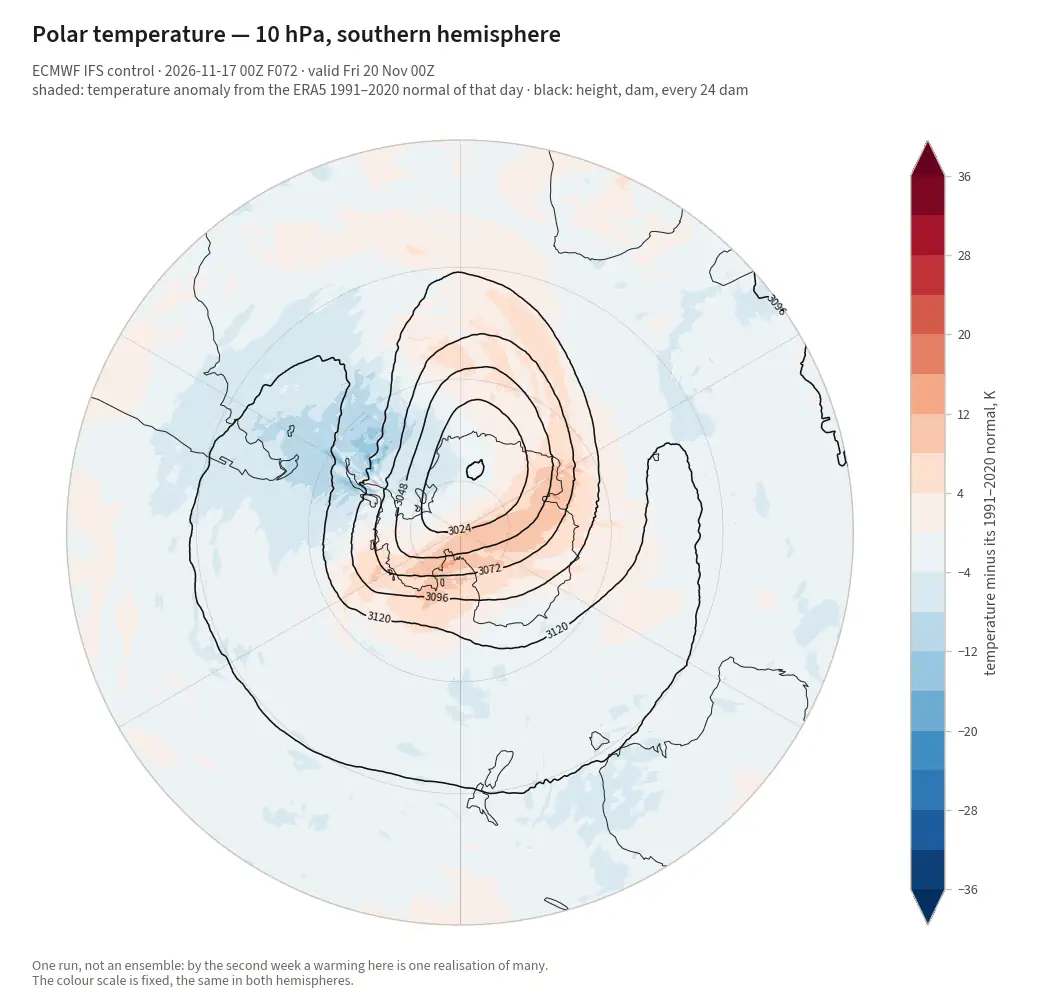 Polar temperature — 10 hPa, southern hemisphere
ECMWF IFS control · 2026-11-17 00Z F072 · valid Fri 20 Nov 00Z
shaded: temperature anomaly from the ERA5 1991–2020 normal of that day · black: height, dam, every 24 dam
36
28
20
12
4
−4
−12
−20
−28
−36
temperature minus its 1991–2020 normal, K
3096
3048
3024
3072
3096
3120
3120
One run, not an ensemble: by the second week a warming here is one realisation of many.
The colour scale is fixed, the same in both hemispheres.